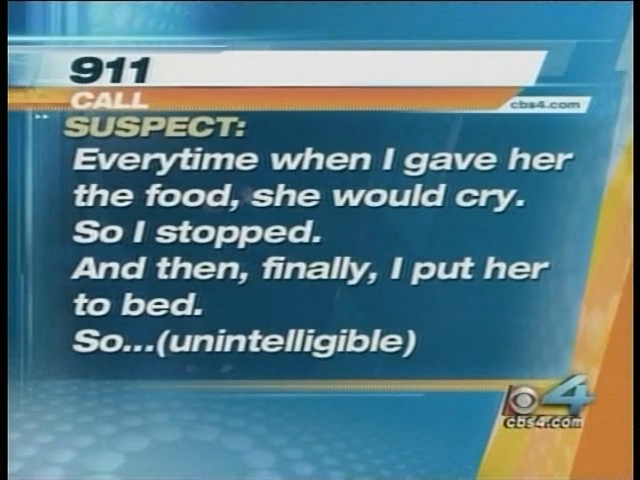 911
CALL
cbs4.com
SUSPECT:
Everytime when I gave her
the food, she would cry.
So I stopped.
And then, finally, I put her
to bed.
So...(unintelligible)
4
cbs4.com